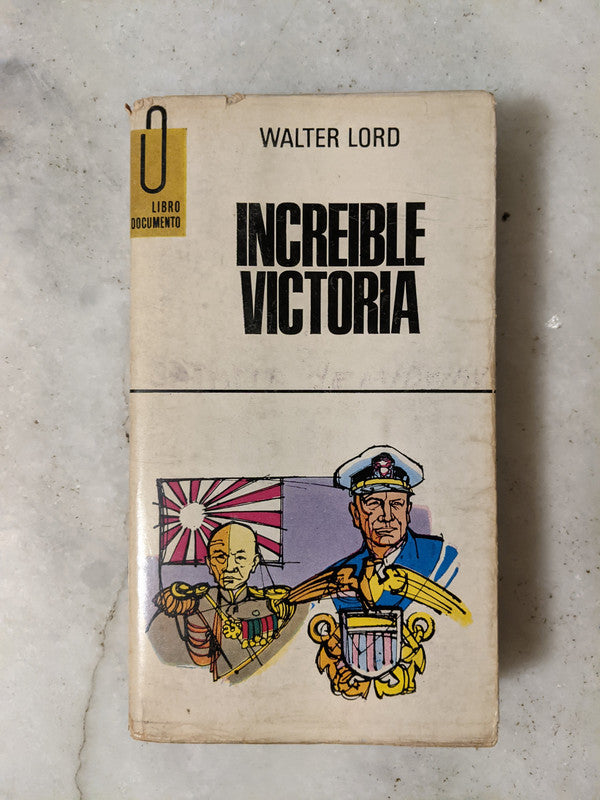 WALTER LORD
LIBRO
DOCUMENTO
INCREIBLE
VICTORIA